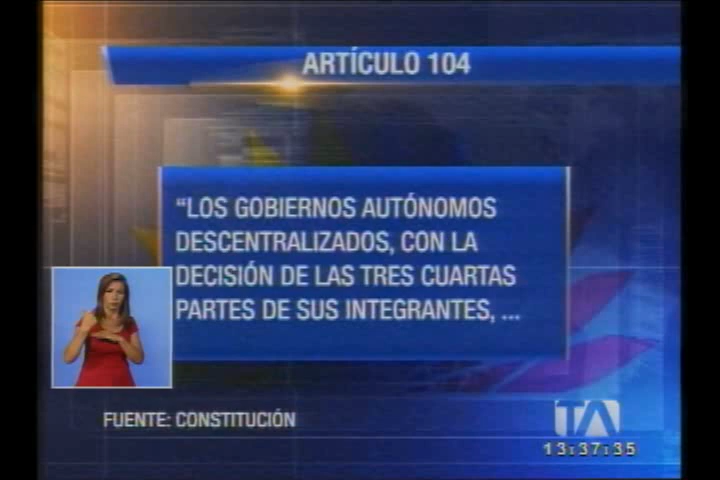 ARTÍCULO 104
“LOS GOBIERNOS AUTÓNOMOS
DESCENTRALIZADOS, CON LA
DECISIÓN DE LAS TRES CUARTAS
PARTES DE SUS INTEGRANTES, ...
FUENTE: CONSTITUCIÓN
TA
13:37:35